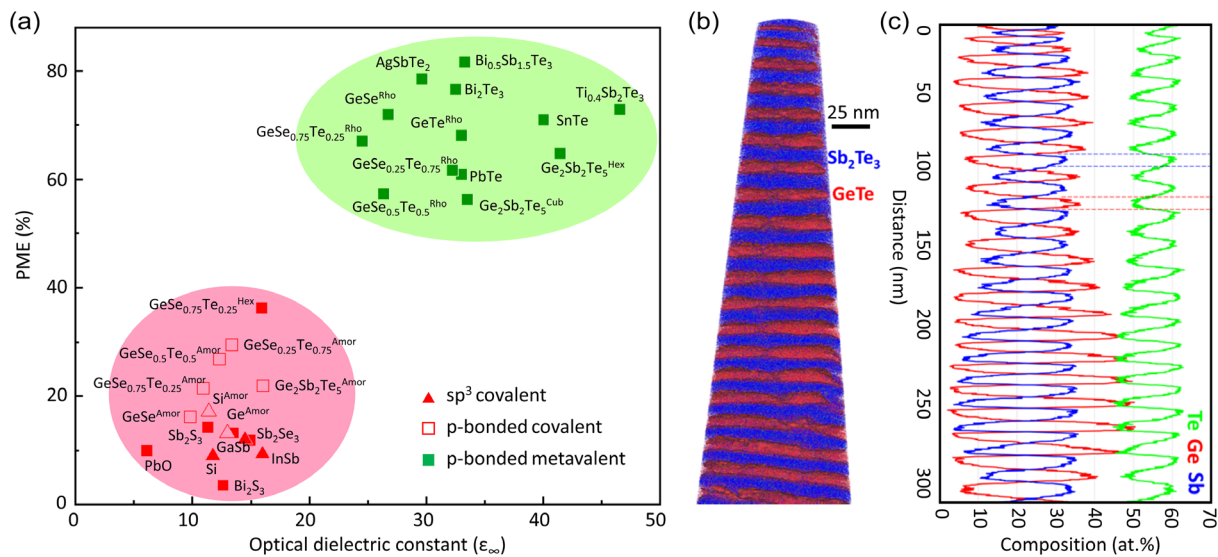 (a)
PME (%)
80
60
40
20
0
0
10
20
30
40
50
Optical dielectric constant (ε∞)
AgSbTe₂
Bi₀.₅Sb₁.₅Te₃
GeSeᴿʰᵒ
Bi₂Te₃
Ti₀.₄Sb₂Te₃
GeTeᴿʰᵒ
SnTe
GeSe₀.₇₅Te₀.₂₅ᴿʰᵒ
GeSe₀.₂₅Te₀.₇₅ᴿʰᵒ
Ge₂Sb₂Te₅ᴴᵉˣ
PbTe
GeSe₀.₅Te₀.₅ᴿʰᵒ
Ge₂Sb₂Te₅ᶜᵘᵇ
GeSe₀.₇₅Te₀.₂₅ᴴᵉˣ
GeSe₀.₅Te₀.₅ᴬᵐᵒʳ
GeSe₀.₂₅Te₀.₇₅ᴬᵐᵒʳ
GeSe₀.₇₅Te₀.₂₅ᴬᵐᵒʳ
Ge₂Sb₂Te₅ᴬᵐᵒʳ
Siᴬᵐᵒʳ
GeSeᴬᵐᵒʳ
Geᴬᵐᵒʳ
Sb₂S₃
GaSb
Sb₂Se₃
PbO
Si
InSb
Bi₂S₃
sp³ covalent
p-bonded covalent
p-bonded metavalent
(b)
25 nm
Sb₂Te₃
GeTe
(c)
0
50
100
150
200
250
300
Distance (nm)
Te Ge Sb
0
10
20
30
40
50
60
70
Composition (at.%)